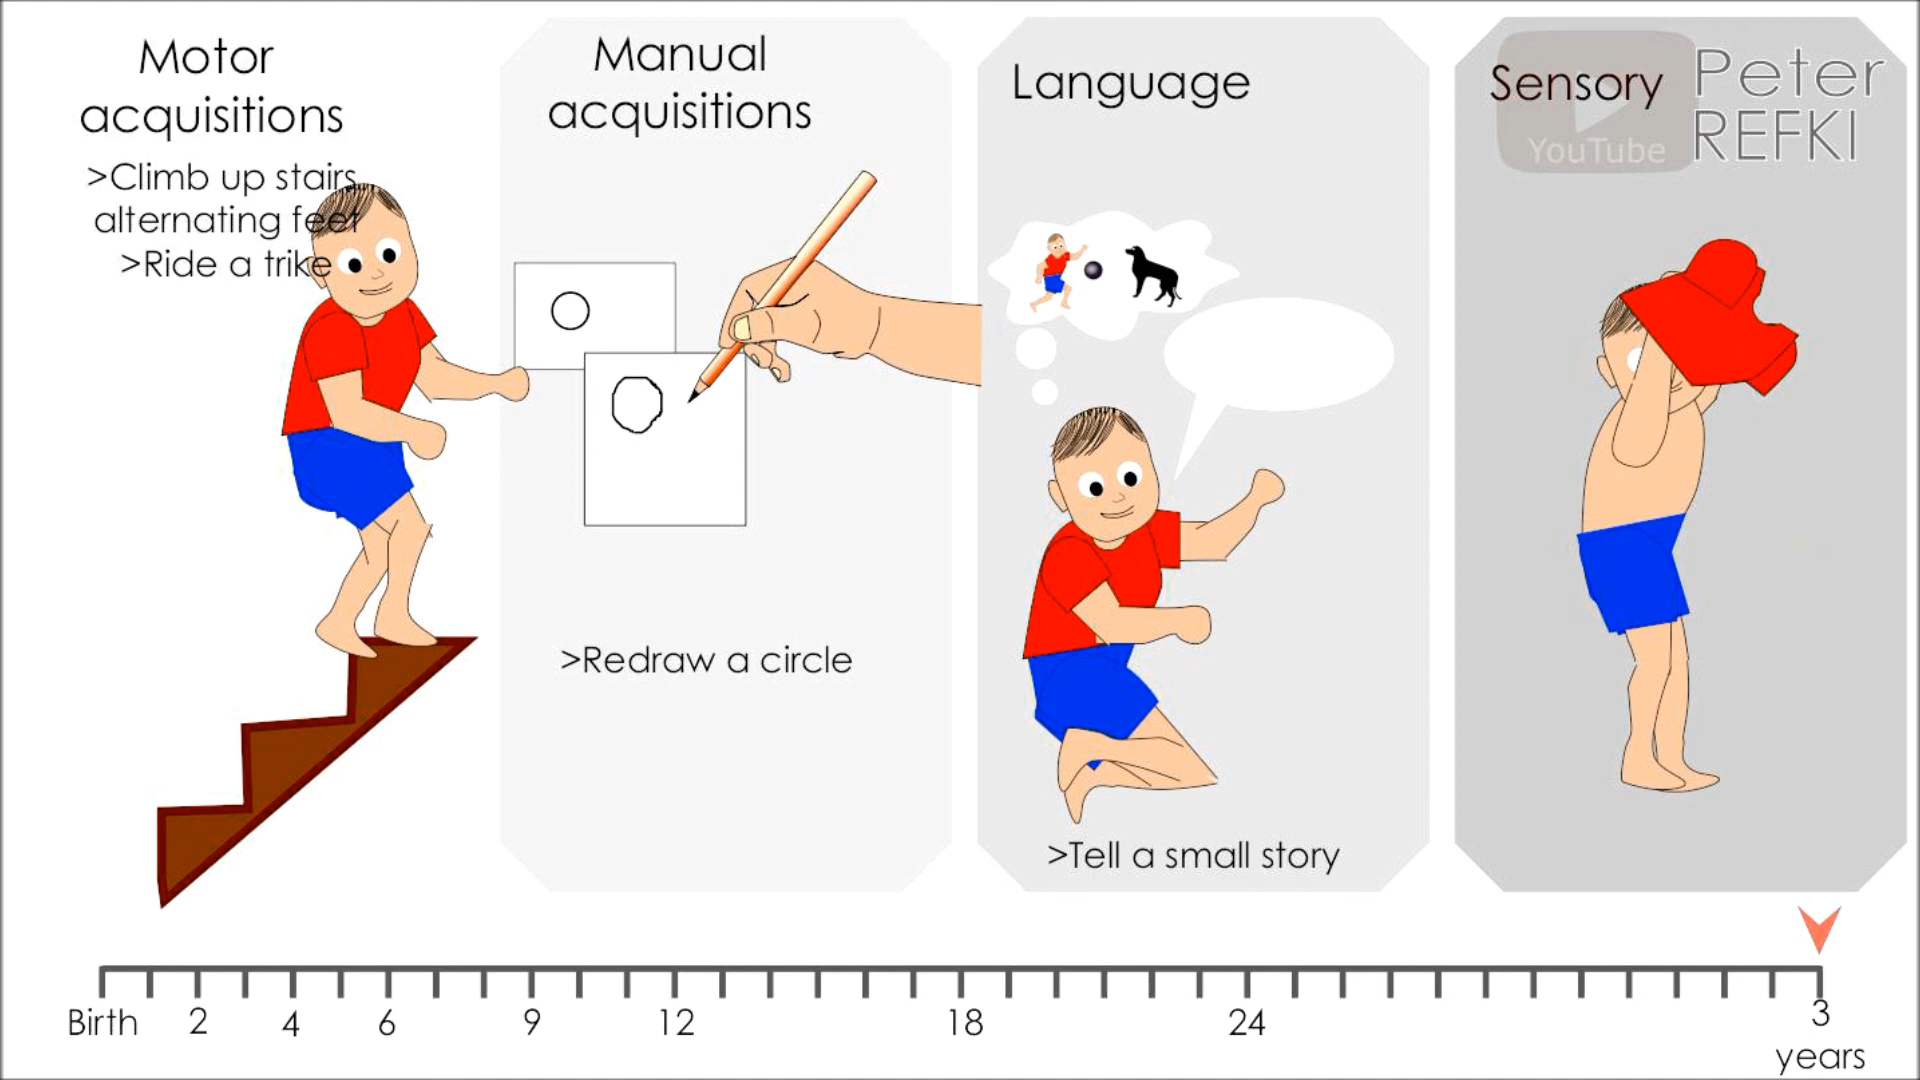 Motor
acquisitions
>Climb up stairs
alternating feet
>Ride a trike
Manual
acquisitions
>Redraw a circle
Language
>Tell a small story
Sensory
YouTube
Peter
REFKI
Birth 2 4 6 9 12 18 24 3
years